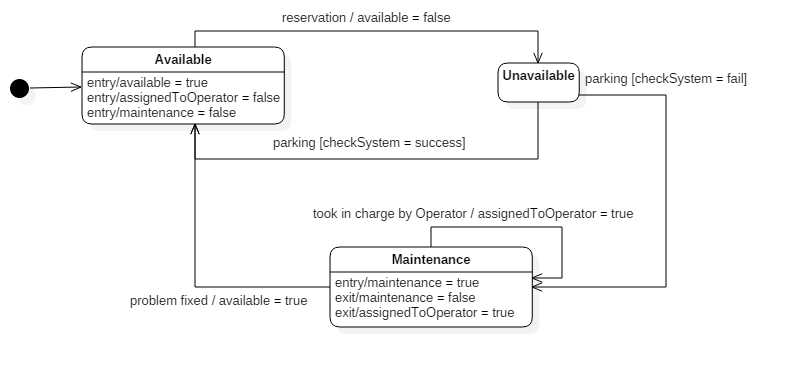 reservation / available = false
Available
entry/available = true
entry/assignedToOperator = false
entry/maintenance = false
Unavailable
parking [checkSystem = fail]
parking [checkSystem = success]
took in charge by Operator / assignedToOperator = true
Maintenance
entry/maintenance = true
exit/maintenance = false
exit/assignedToOperator = true
problem fixed / available = true